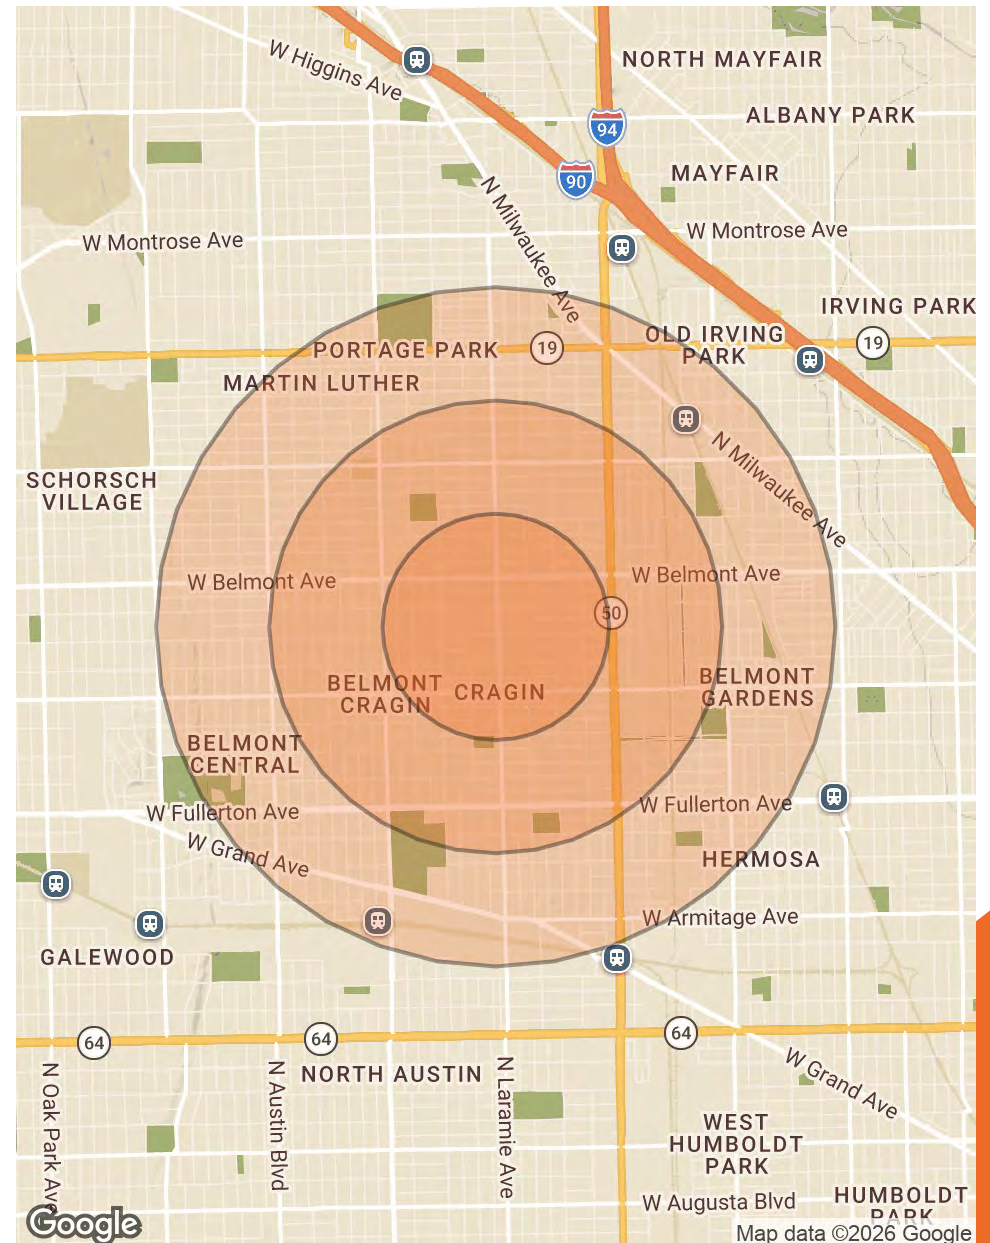 W Higgins Ave
NORTH MAYFAIR
94
ALBANY PARK
MAYFAIR
90
N Milwaukee Ave
W Montrose Ave
W Montrose Ave
IRVING PARK
OLD IRVING
PARK
19
19
PORTAGE PARK
MARTIN LUTHER
N Milwaukee Ave
SCHORSCH
VILLAGE
W Belmont Ave
W Belmont Ave
50
BELMONT
CRAGIN
CRAGIN
BELMONT
GARDENS
BELMONT
CENTRAL
W Fullerton Ave
W Fullerton Ave
W Grand Ave
HERMOSA
W Armitage Ave
GALEWOOD
64
64
64
N Oak Park Ave
N Austin Blvd
NORTH AUSTIN
N Laramie Ave
W Grand Ave
WEST
HUMBOLDT
PARK
W Augusta Blvd
HUMBOLDT
PARK
Google
Map data ©2026 Google